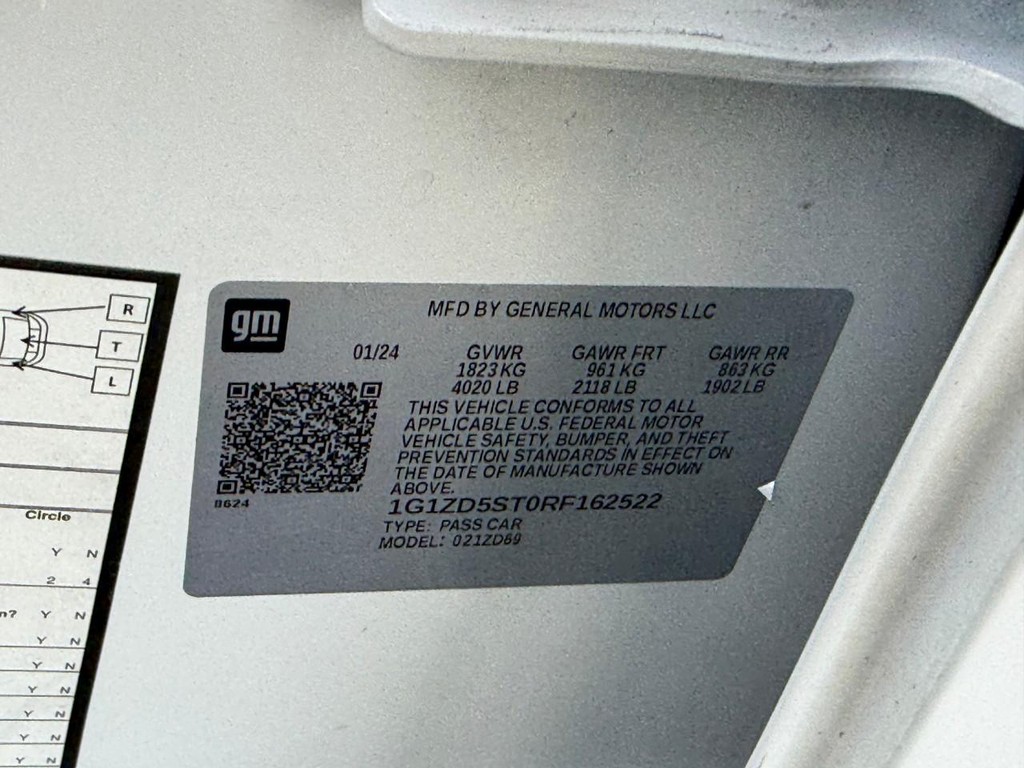 R
T
L
Circle
Y N
2 4
n? Y N
Y N
Y N
Y N
Y N
Y N
Y N
gm
MFD BY GENERAL MOTORS LLC
01/24 GVWR GAWR FRT GAWR RR
1823 KG 961 KG 863 KG
4020 LB 2118 LB 1902 LB
THIS VEHICLE CONFORMS TO ALL
APPLICABLE U.S. FEDERAL MOTOR
VEHICLE SAFETY, BUMPER, AND THEFT
PREVENTION STANDARDS IN EFFECT ON
THE DATE OF MANUFACTURE SHOWN
ABOVE.
8624
1G1ZD5ST0RF162522
TYPE: PASS CAR
MODEL: 021ZD69